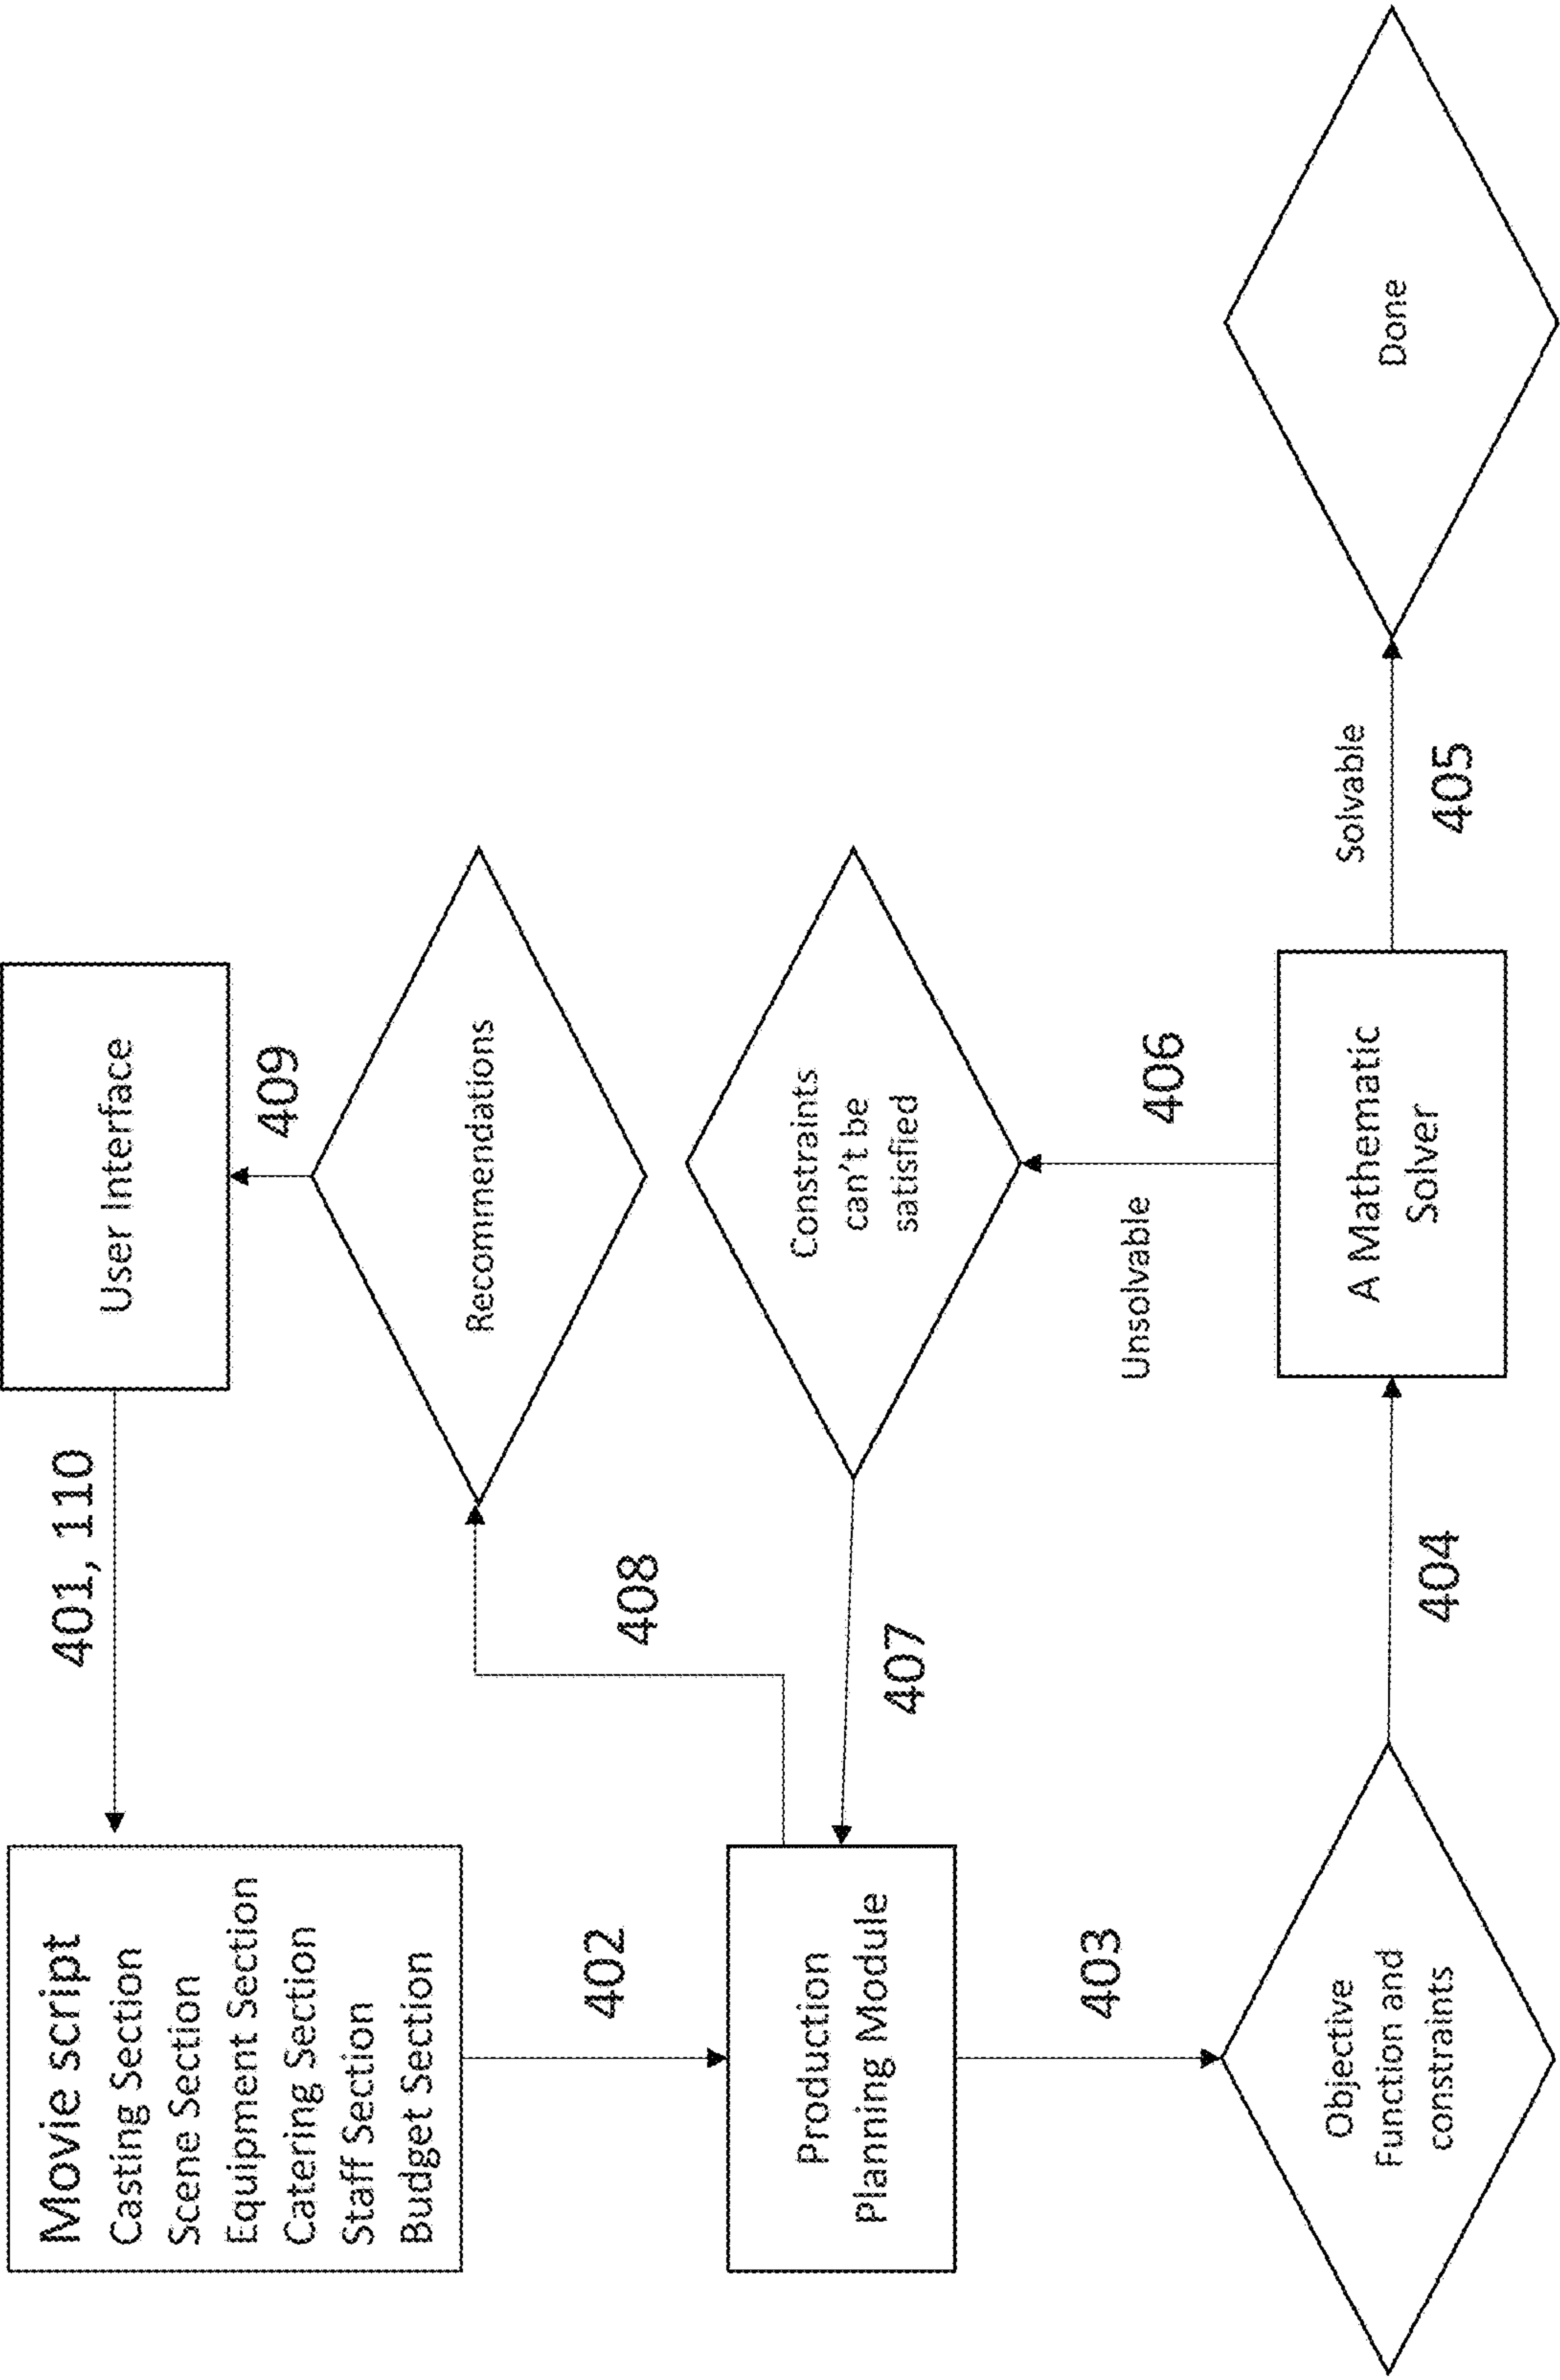 Movie script
Casting Section
Scene Section
Equipment Section
Catering Section
Staff Section
Budget Section
401, 110
User Interface
409
Recommendations
408
402
Production
Planning Module
407
Constraints
can't be
satisfied
403
Unsolvable
406
Objective
Function and
constraints
404
A Mathematic
Solver
Solvable
405
Done